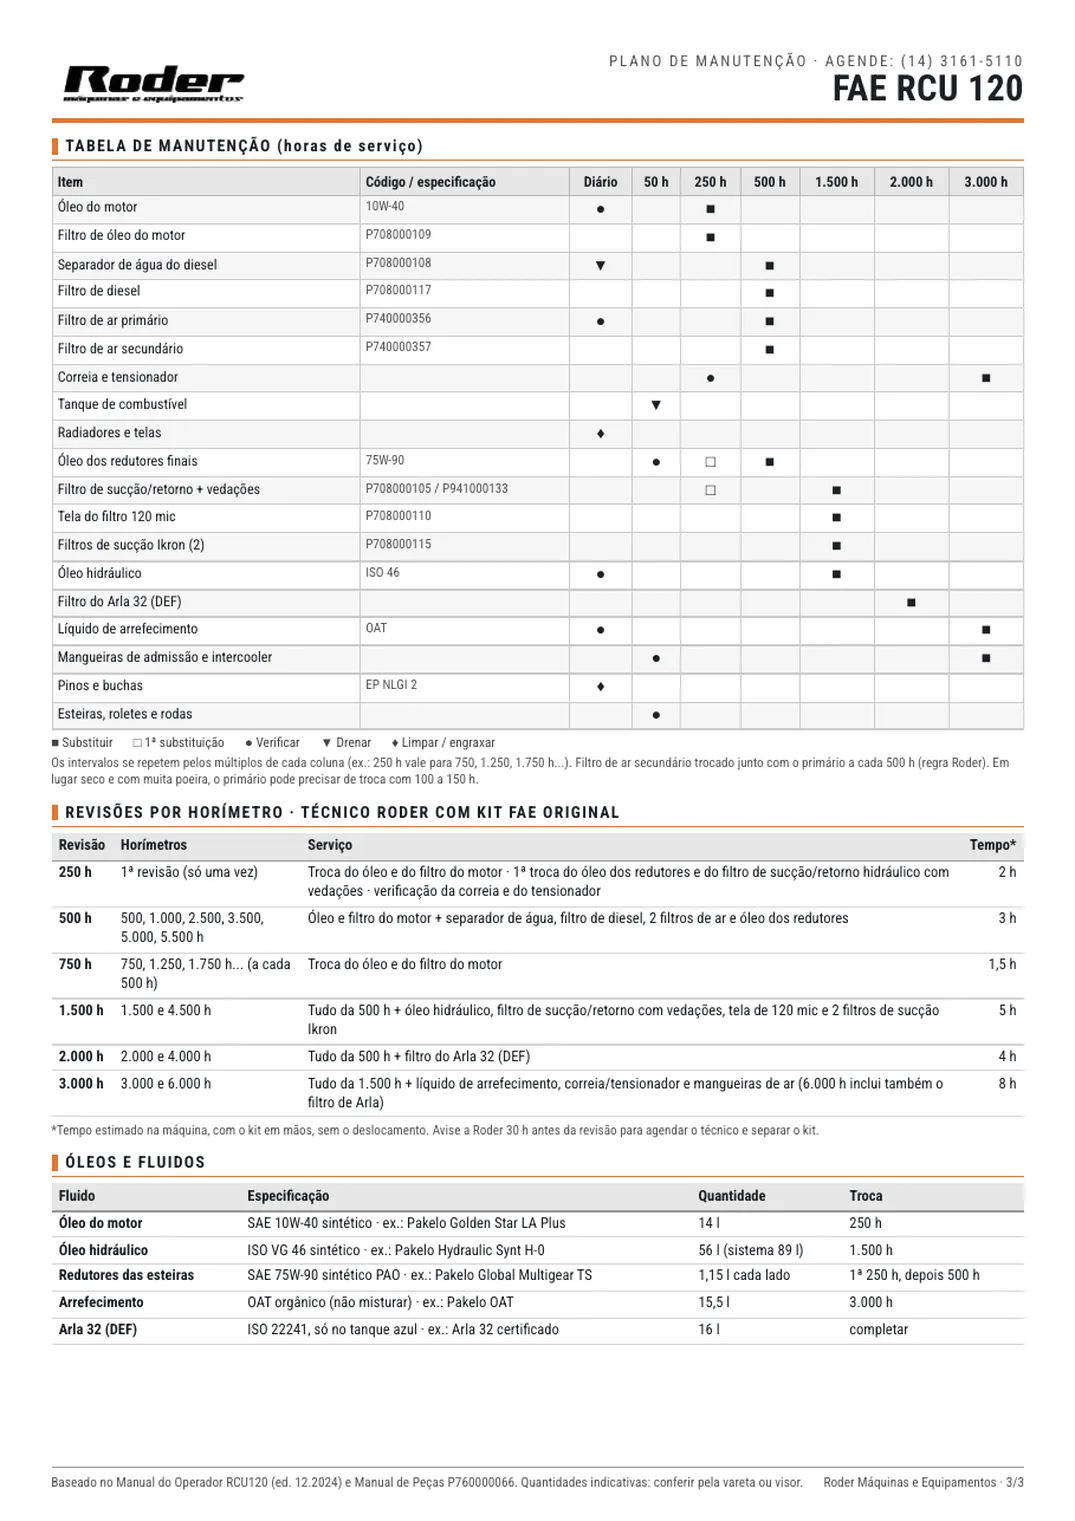 Roder
máquinas e equipamentos
PLANO DE MANUTENÇÃO · AGENDE: (14) 3161-5110
FAE RCU 120
TABELA DE MANUTENÇÃO (horas de serviço)
Item Código / especificação Diário 50 h 250 h 500 h 1.500 h 2.000 h 3.000 h
Óleo do motor 10W-40 ● ■
Filtro de óleo do motor P708000109 ■
Separador de água do diesel P708000108 ▼ ■
Filtro de diesel P708000117 ■
Filtro de ar primário P740000356 ● ■
Filtro de ar secundário P740000357 ■
Correia e tensionador ● ■
Tanque de combustível ▼
Radiadores e telas ♦
Óleo dos redutores finais 75W-90 ● □ ■
Filtro de sucção/retorno + vedações P708000105 / P941000133 □ ■
Tela do filtro 120 mic P708000110 ■
Filtros de sucção Ikron (2) P708000115 ■
Óleo hidráulico ISO 46 ● ■
Filtro do Arla 32 (DEF) ■
Líquido de arrefecimento OAT ● ■
Mangueiras de admissão e intercooler ● ■
Pinos e buchas EP NLGI 2 ♦
Esteiras, roletes e rodas ●
■ Substituir □ 1ª substituição ● Verificar ▼ Drenar ♦ Limpar / engraxar
Os intervalos se repetem pelos múltiplos de cada coluna (ex.: 250 h vale para 750, 1.250, 1.750 h...). Filtro de ar secundário trocado junto com o primário a cada 500 h (regra Roder). Em
lugar seco e com muita poeira, o primário pode precisar de troca com 100 a 150 h.
REVISÕES POR HORÍMETRO · TÉCNICO RODER COM KIT FAE ORIGINAL
Revisão Horímetros Serviço Tempo*
250 h 1ª revisão (só uma vez) Troca do óleo e do filtro do motor · 1ª troca do óleo dos redutores e do filtro de sucção/retorno hidráulico com 2 h
vedações · verificação da correia e do tensionador
500 h 500, 1.000, 2.500, 3.500, Óleo e filtro do motor + separador de água, filtro de diesel, 2 filtros de ar e óleo dos redutores 3 h
5.000, 5.500 h
750 h 750, 1.250, 1.750 h... (a cada Troca do óleo e do filtro do motor 1,5 h
500 h)
1.500 h 1.500 e 4.500 h Tudo da 500 h + óleo hidráulico, filtro de sucção/retorno com vedações, tela de 120 mic e 2 filtros de sucção 5 h
Ikron
2.000 h 2.000 e 4.000 h Tudo da 500 h + filtro do Arla 32 (DEF) 4 h
3.000 h 3.000 e 6.000 h Tudo da 1.500 h + líquido de arrefecimento, correia/tensionador e mangueiras de ar (6.000 h inclui também o 8 h
filtro de Arla)
*Tempo estimado na máquina, com o kit em mãos, sem o deslocamento. Avise a Roder 30 h antes da revisão para agendar o técnico e separar o kit.
ÓLEOS E FLUIDOS
Fluido Especificação Quantidade Troca
Óleo do motor SAE 10W-40 sintético · ex.: Pakelo Golden Star LA Plus 14 l 250 h
Óleo hidráulico ISO VG 46 sintético · ex.: Pakelo Hydraulic Synt H-0 56 l (sistema 89 l) 1.500 h
Redutores das esteiras SAE 75W-90 sintético PAO · ex.: Pakelo Global Multigear TS 1,15 l cada lado 1ª 250 h, depois 500 h
Arrefecimento OAT orgânico (não misturar) · ex.: Pakelo OAT 15,5 l 3.000 h
Arla 32 (DEF) ISO 22241, só no tanque azul · ex.: Arla 32 certificado 16 l completar
Baseado no Manual do Operador RCU120 (ed. 12.2024) e Manual de Peças P760000066. Quantidades indicativas: conferir pela vareta ou visor. Roder Máquinas e Equipamentos · 3/3